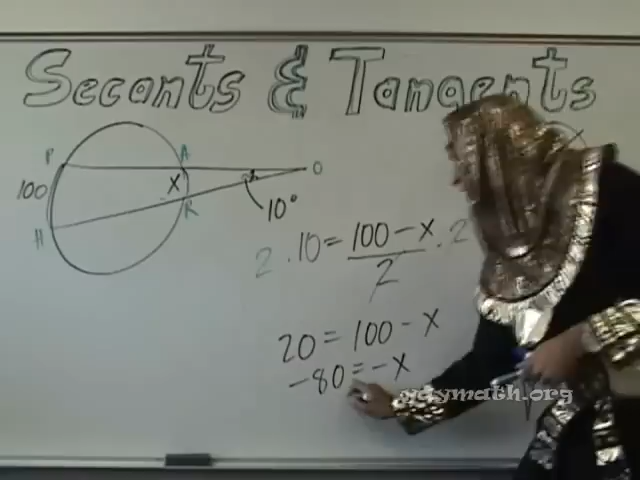 Secants & Tangents
P
A
O
100
X
10°
H
R
2 · 10 = 100 - x / 2 · 2
20 = 100 - x
-80 = -x
yaymath.org